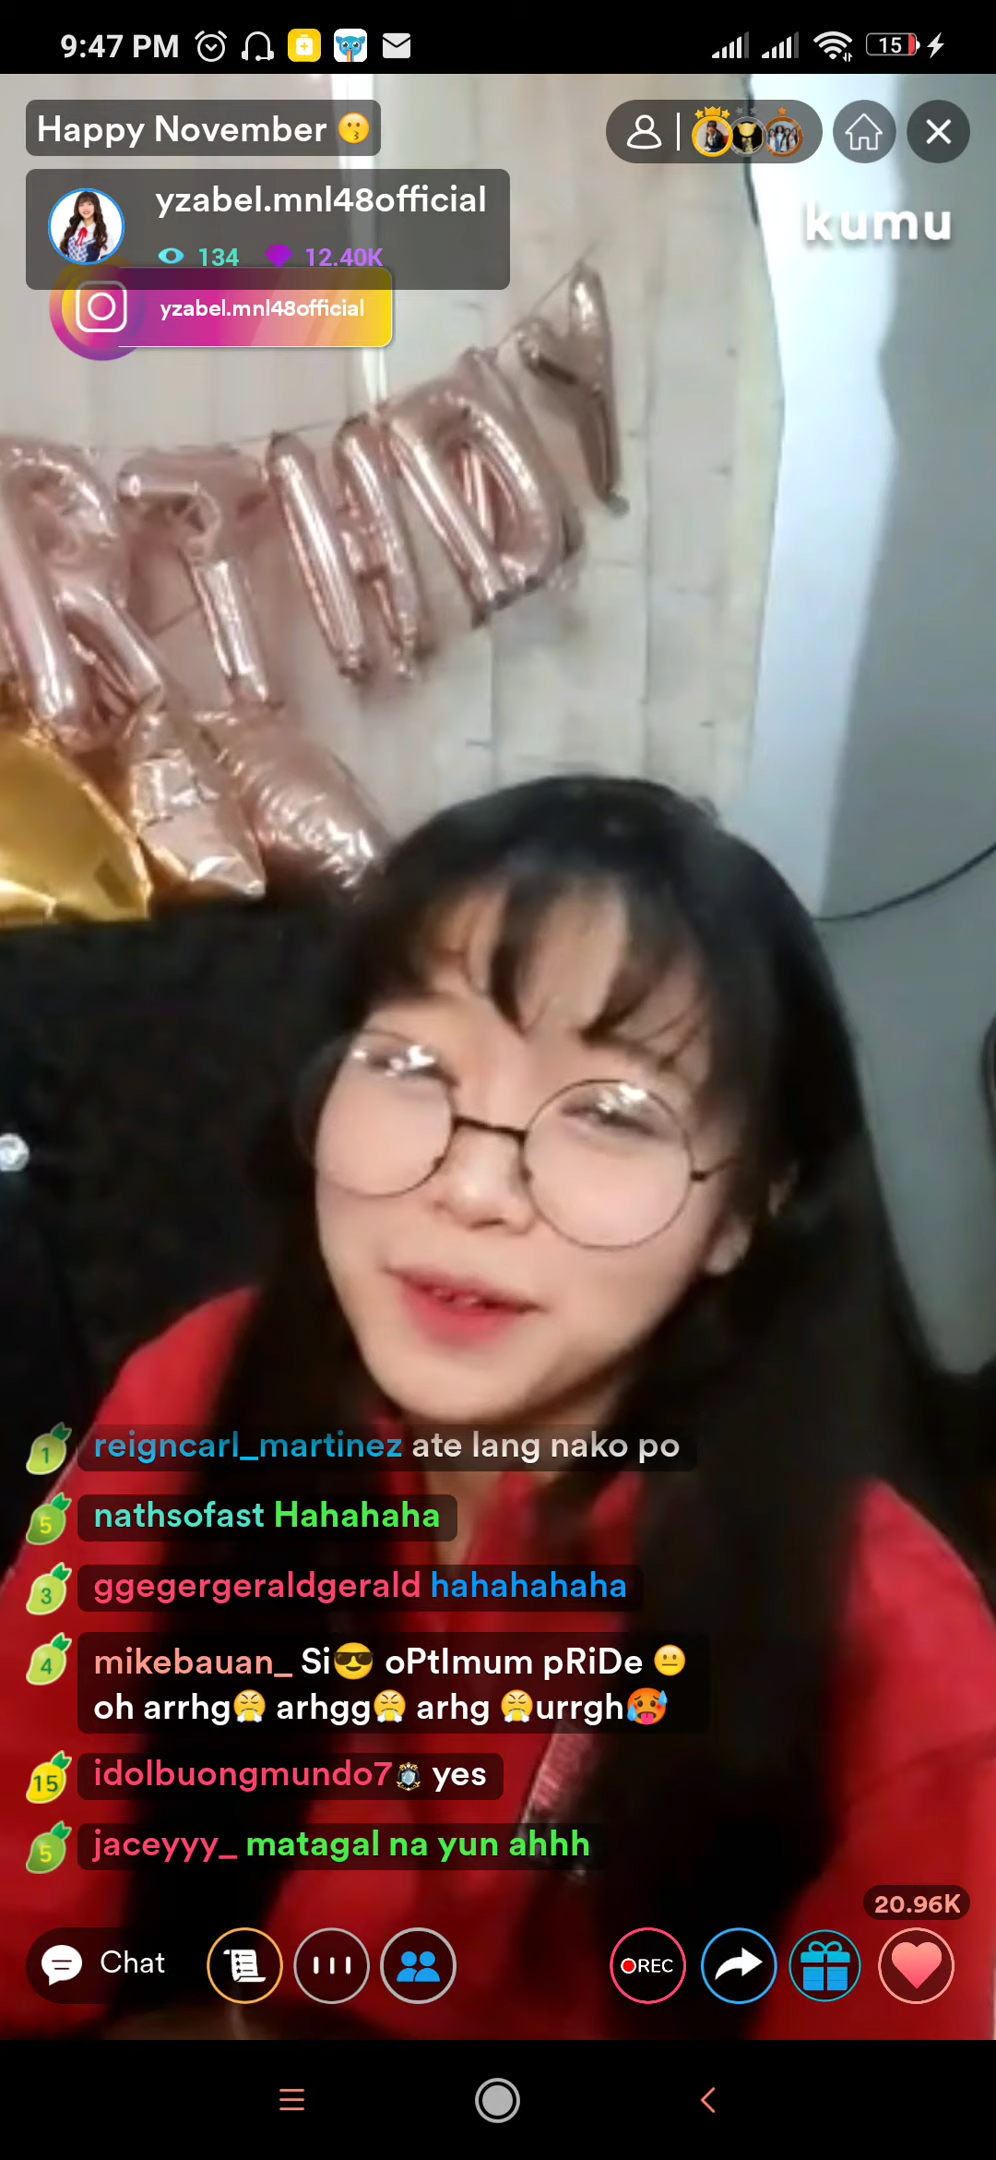 9:47 PM
15
Happy November 😗
kumu
yzabel.mnl48official
134 12.40K
yzabel.mnl48official
RTHDY
1 reigncarl_martinez ate lang nako po
5 nathsofast Hahahaha
3 ggegergeraldgerald hahahahaha
4 mikebauan_ Si😎 oPtImum pRiDe 😐
oh arrhg😤 arhgg😤 arhg 😤urrgh🥵
15 idolbuongmundo7 yes
5 jaceyyy_ matagal na yun ahhh
20.96K
Chat
REC